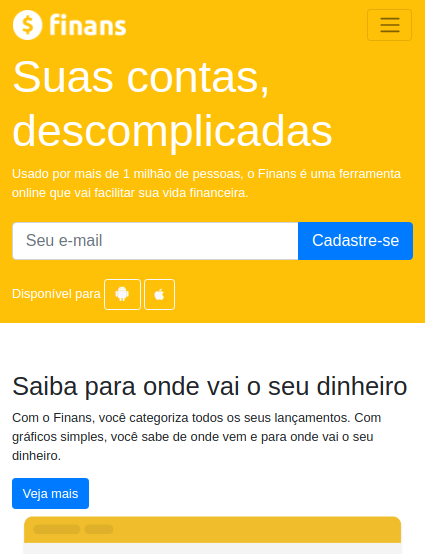 finans
Suas contas,
descomplicadas
Usado por mais de 1 milhão de pessoas, o Finans é uma ferramenta
online que vai facilitar sua vida financeira.
Seu e-mail
Cadastre-se
Disponível para
Saiba para onde vai o seu dinheiro
Com o Finans, você categoriza todos os seus lançamentos. Com
gráficos simples, você sabe de onde vem e para onde vai o seu
dinheiro.
Veja mais